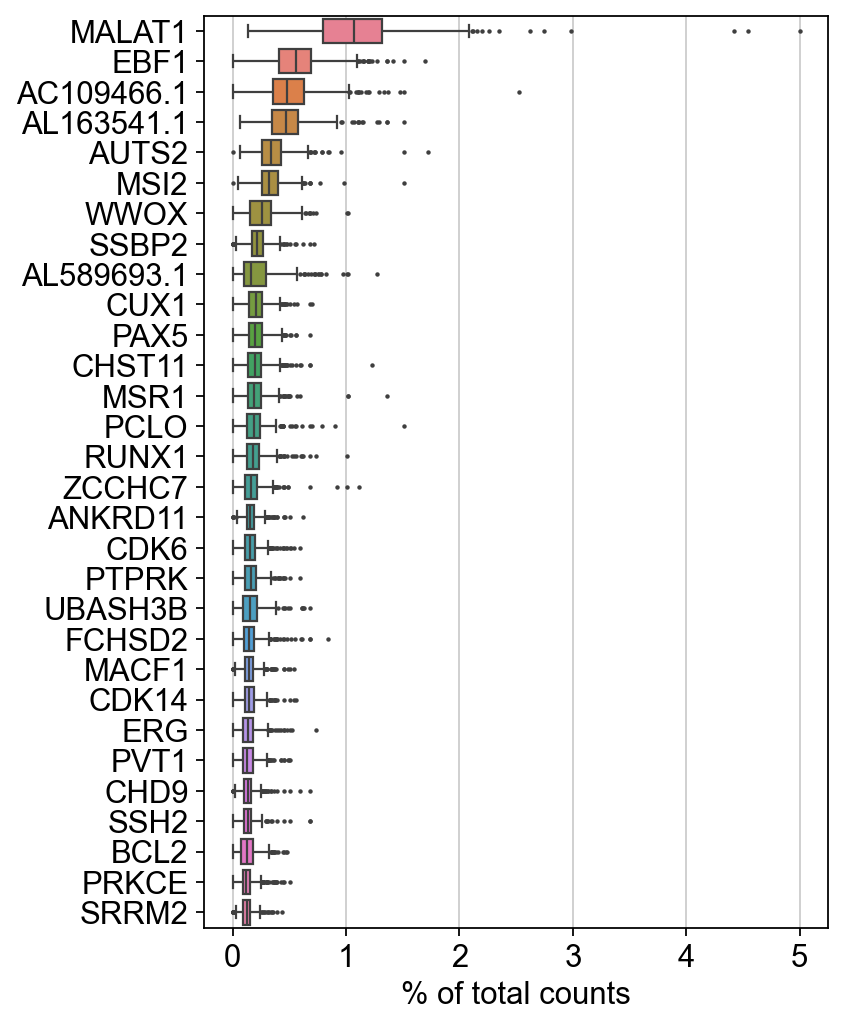 MALAT1
EBF1
AC109466.1
AL163541.1
AUTS2
MSI2
WWOX
SSBP2
AL589693.1
CUX1
PAX5
CHST11
MSR1
PCLO
RUNX1
ZCCHC7
ANKRD11
CDK6
PTPRK
UBASH3B
FCHSD2
MACF1
CDK14
ERG
PVT1
CHD9
SSH2
BCL2
PRKCE
SRRM2
0 1 2 3 4 5
% of total counts